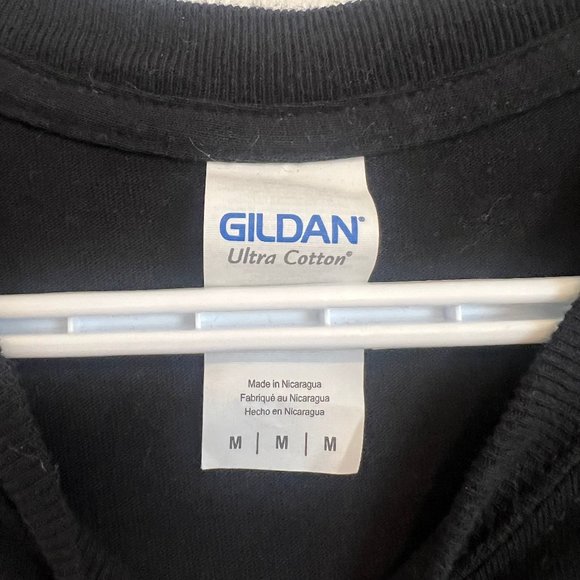 GILDAN®
Ultra Cotton®
Made in Nicaragua
Fabriqué au Nicaragua
Hecho en Nicaragua
M | M | M